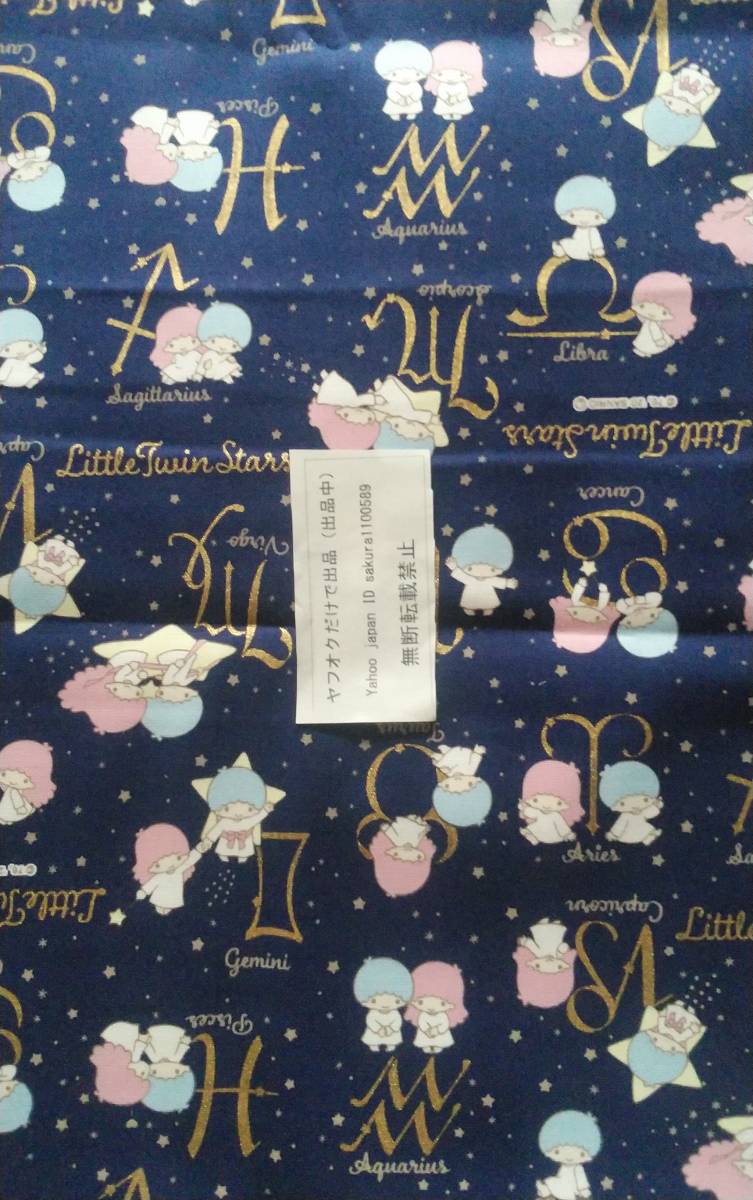 Gemini
Pisces
Aquarius
Scorpio
Libra
Sagittarius
Little Twin Stars
Little Twin Stars
Cancer
Virgo
ヤフオクだけで出品（出品中）
Yahoo japan ID sakura1100589
無断転載禁止
Taurus
Aries
Capricorn
Gemini
Pisces
Aquarius